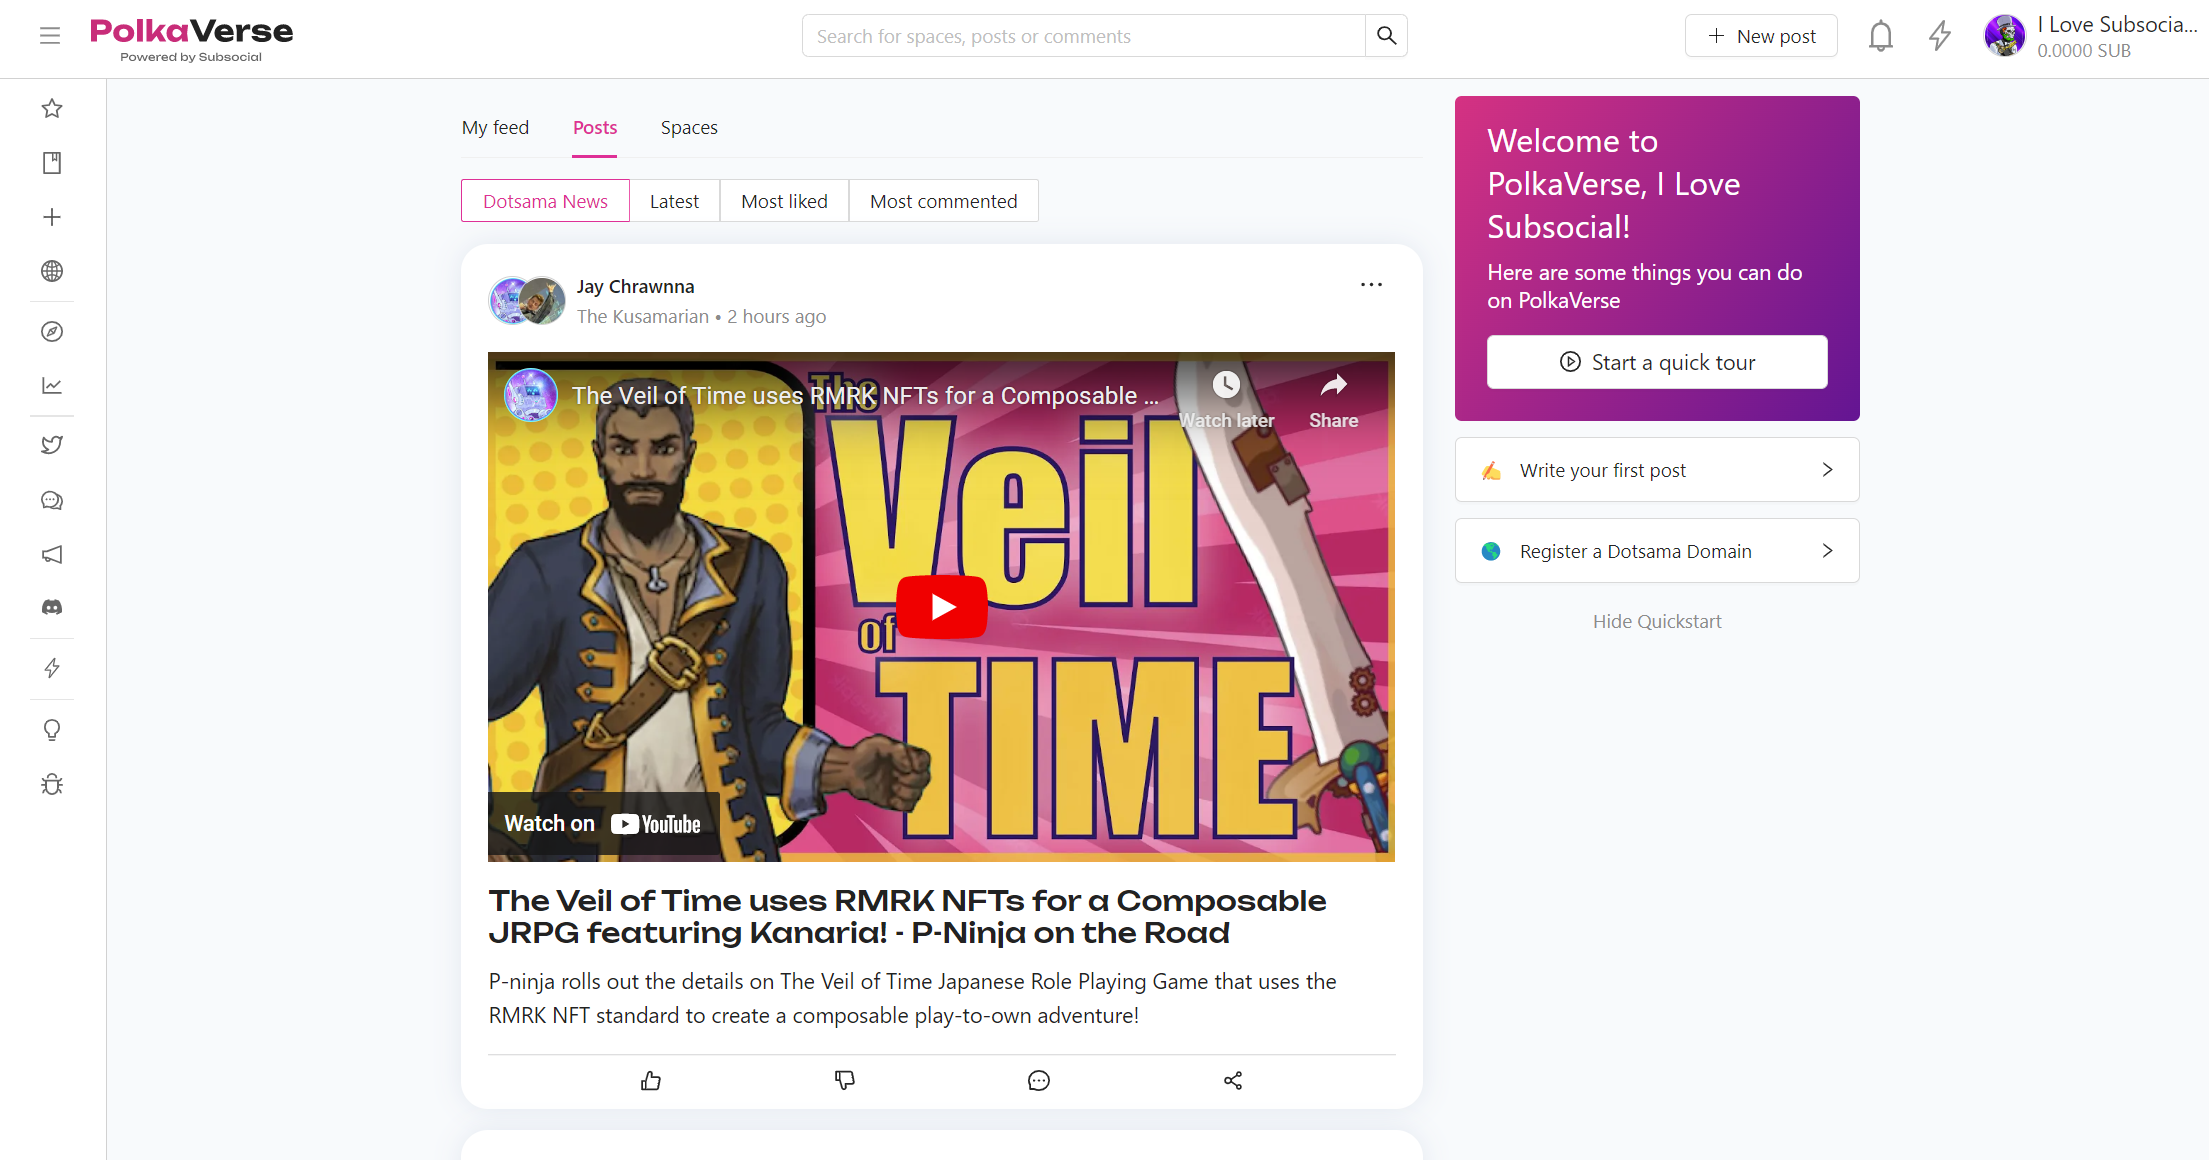 PolkaVerse
Powered by Subsocial
Search for spaces, posts or comments
New post
I Love Subsocia...
0.0000 SUB
My feed
Posts
Spaces
Dotsama News
Latest
Most liked
Most commented
Jay Chrawnna
The Kusamarian • 2 hours ago
The Veil of Time uses RMRK NFTs for a Composable ...
Watch later
Share
The
Veil
of
TIME
Watch on YouTube
The Veil of Time uses RMRK NFTs for a Composable
JRPG featuring Kanaria! - P-Ninja on the Road
P-ninja rolls out the details on The Veil of Time Japanese Role Playing Game that uses the
RMRK NFT standard to create a composable play-to-own adventure!
Welcome to
PolkaVerse, I Love
Subsocial!
Here are some things you can do
on PolkaVerse
Start a quick tour
Write your first post
Register a Dotsama Domain
Hide Quickstart